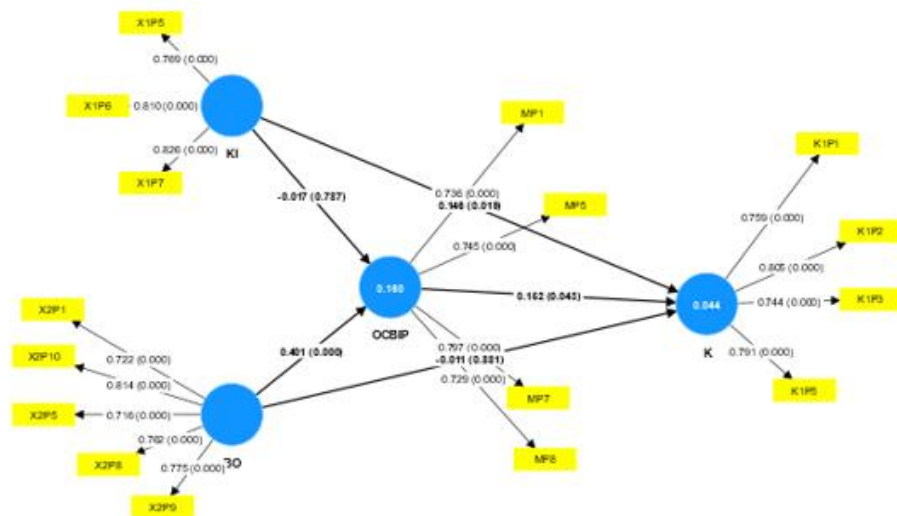 X1P5
0.769 (0.000)
X1P6
0.810 (0.000)
0.826 (0.000)
KI
X1P7
MP1
K1P1
-0.017 (0.787)
0.736 (0.000)
0.146 (0.019)
MP5
0.759 (0.000)
K1P2
0.745 (0.000)
0.805 (0.000)
0.160
0.162 (0.043)
0.044
0.744 (0.000)
K1P3
X2P1
OCBIP
K
0.401 (0.000)
0.797 (0.000)
-0.011 (0.881)
0.791 (0.000)
X2P10
0.722 (0.000)
0.729 (0.000)
K1P5
0.814 (0.000)
MP7
X2P5
0.716 (0.000)
0.762 (0.000)
X2P8
0.775 (0.000)
MP8
X2P9